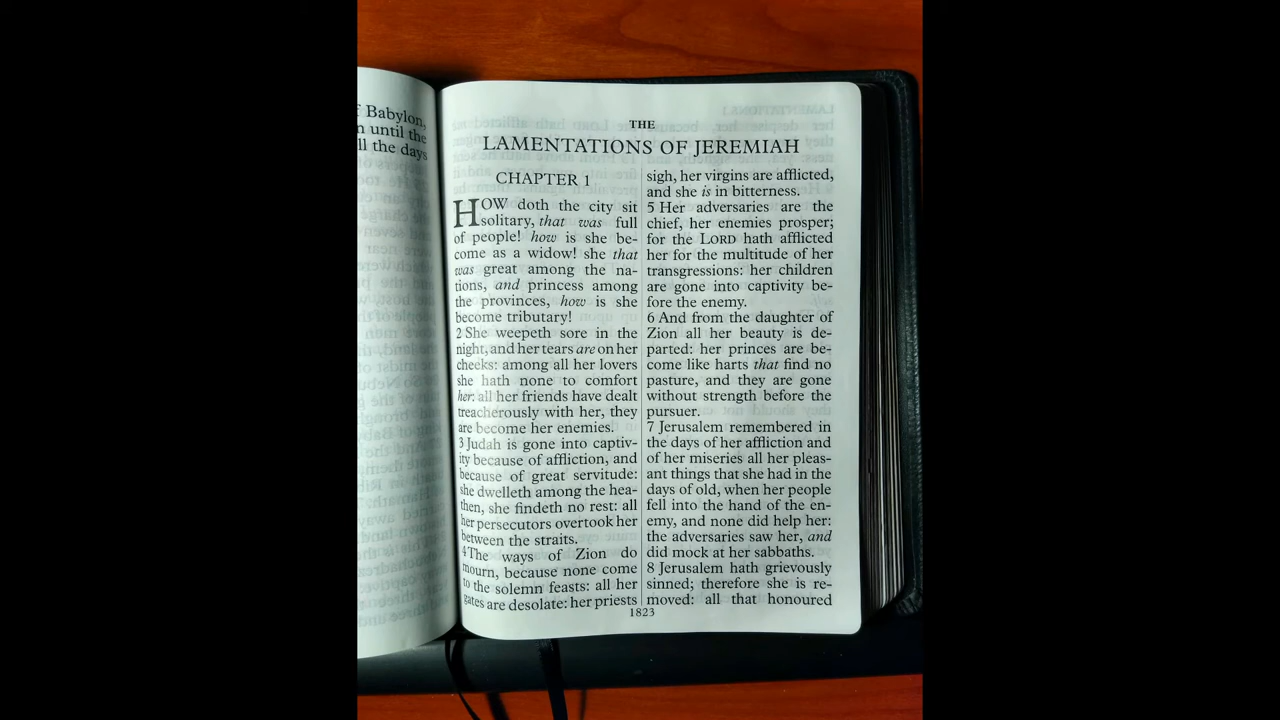 f Babylon,
n until the
ll the days
THE
LAMENTATIONS OF JEREMIAH
CHAPTER 1
HOW doth the city sit
solitary, that was full
of people! how is she be-
come as a widow! she that
was great among the na-
tions, and princess among
the provinces, how is she
become tributary!
2 She weepeth sore in the
night, and her tears are on her
cheeks: among all her lovers
she hath none to comfort
her: all her friends have dealt
treacherously with her, they
are become her enemies.
3 Judah is gone into captiv-
ity because of affliction, and
because of great servitude:
she dwelleth among the hea-
then, she findeth no rest: all
her persecutors overtook her
between the straits.
4 The ways of Zion do
mourn, because none come
to the solemn feasts: all her
gates are desolate: her priests
sigh, her virgins are afflicted,
and she is in bitterness.
5 Her adversaries are the
chief, her enemies prosper;
for the LORD hath afflicted
her for the multitude of her
transgressions: her children
are gone into captivity be-
fore the enemy.
6 And from the daughter of
Zion all her beauty is de-
parted: her princes are be-
come like harts that find no
pasture, and they are gone
without strength before the
pursuer.
7 Jerusalem remembered in
the days of her affliction and
of her miseries all her pleas-
ant things that she had in the
days of old, when her people
fell into the hand of the en-
emy, and none did help her:
the adversaries saw her, and
did mock at her sabbaths.
8 Jerusalem hath grievously
sinned; therefore she is re-
moved: all that honoured
1823